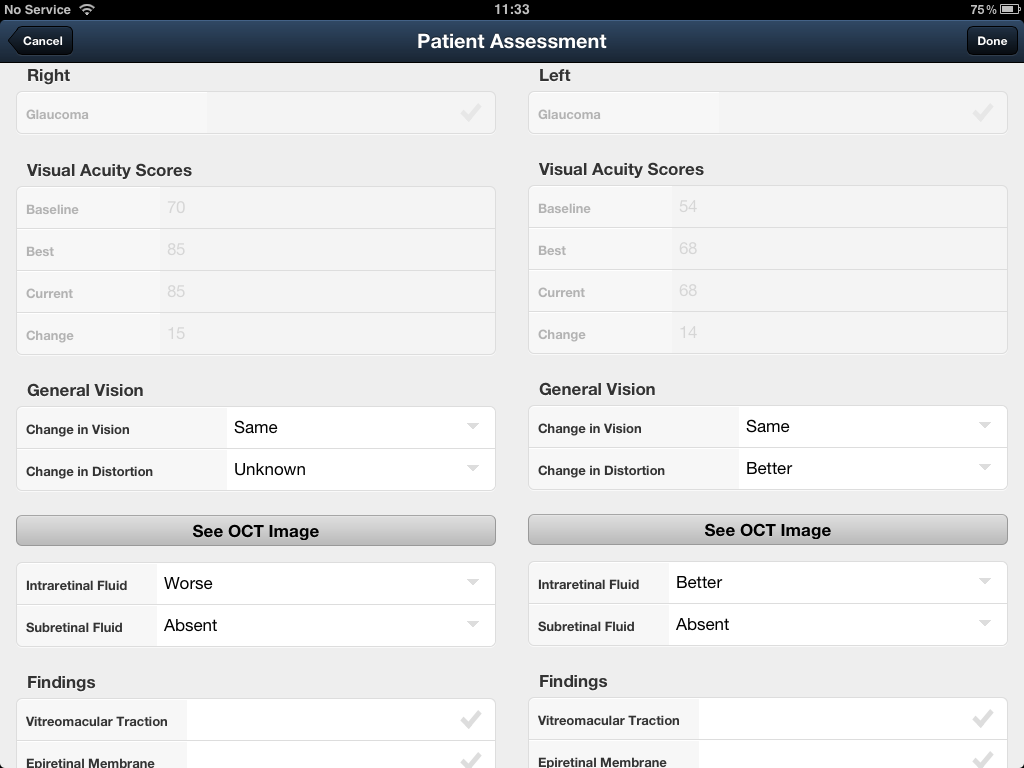 No Service 11:33 75%
Cancel Patient Assessment Done
Right
Glaucoma
Visual Acuity Scores
Baseline 70
Best 85
Current 85
Change 15
General Vision
Change in Vision Same
Change in Distortion Unknown
See OCT Image
Intraretinal Fluid Worse
Subretinal Fluid Absent
Findings
Vitreomacular Traction
Epiretinal Membrane
Left
Glaucoma
Visual Acuity Scores
Baseline 54
Best 68
Current 68
Change 14
General Vision
Change in Vision Same
Change in Distortion Better
See OCT Image
Intraretinal Fluid Better
Subretinal Fluid Absent
Findings
Vitreomacular Traction
Epiretinal Membrane